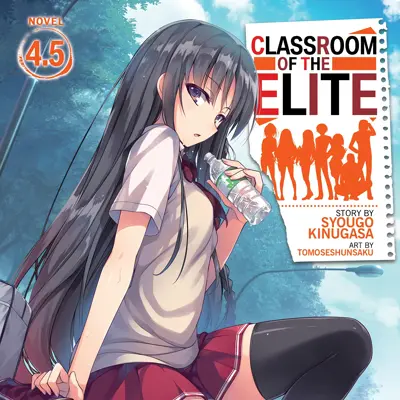 NOVEL
4.5
CLASSROOM
OF THE
ELITE
STORY BY
SYOUGO
KINUGASA
ART BY
TOMOSESHUNSAKU